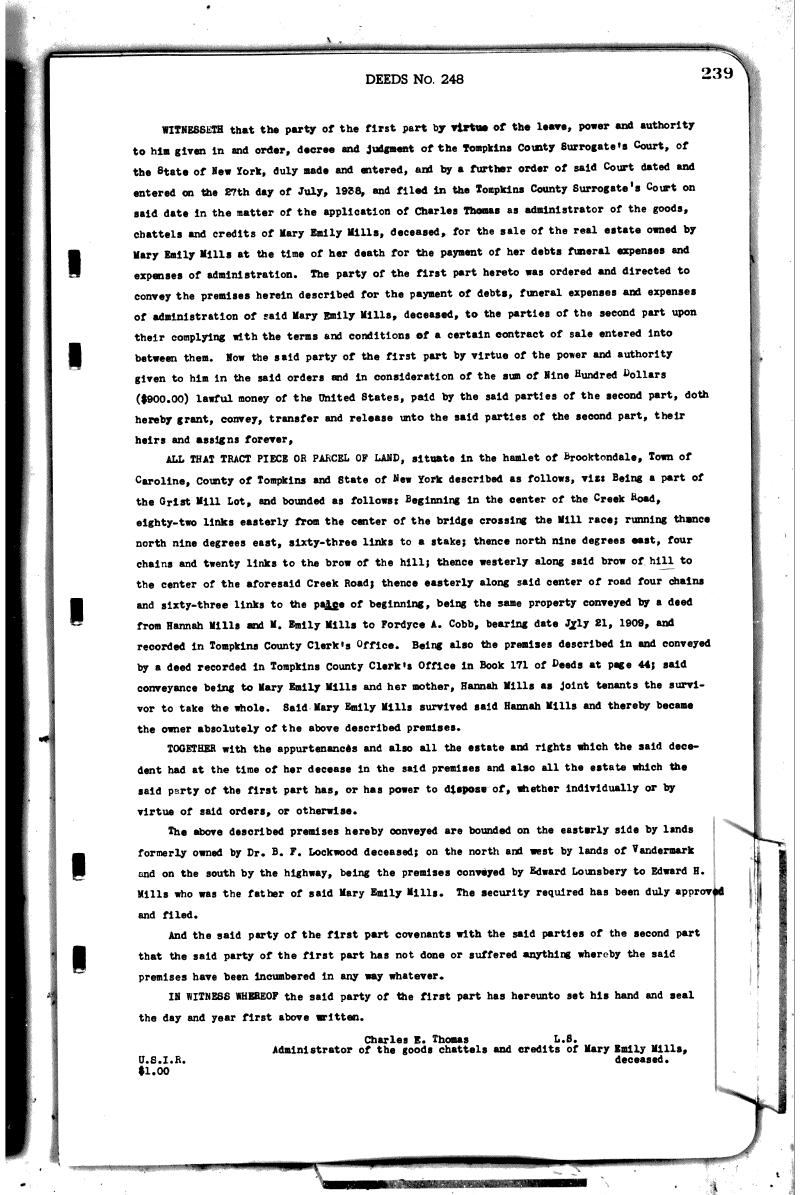 DEEDS No. 248
239
WITNESSETH that the party of the first part by virtue of the leave, power and authority
to him given in and order, decree and judgment of the Tompkins County Surrogate's Court, of
the State of New York, duly made and entered, and by a further order of said Court dated and
entered on the 27th day of July, 1938, and filed in the Tompkins County Surrogate's Court on
said date in the matter of the application of Charles Thomas as administrator of the goods,
chattels and credits of Mary Emily Mills, deceased, for the sale of the real estate owned by
Mary Emily Mills at the time of her death for the payment of her debts funeral expenses and
expenses of administration. The party of the first part hereto was ordered and directed to
convey the premises herein described for the payment of debts, funeral expenses and expenses
of administration of said Mary Emily Mills, deceased, to the parties of the second part upon
their complying with the terms and conditions of a certain contract of sale entered into
between them. Now the said party of the first part by virtue of the power and authority
given to him in the said orders and in consideration of the sum of Nine Hundred Dollars
($900.00) lawful money of the United States, paid by the said parties of the second part, doth
hereby grant, convey, transfer and release unto the said parties of the second part, their
heirs and assigns forever,
ALL THAT TRACT PIECE OR PARCEL OF LAND, situate in the hamlet of Brooktondale, Town of
Caroline, County of Tompkins and State of New York described as follows, viz: Being a part of
the Grist Mill Lot, and bounded as follows: Beginning in the center of the Creek Road,
eighty-two links easterly from the center of the bridge crossing the Mill race; running thence
north nine degrees east, sixty-three links to a stake; thence north nine degrees east, four
chains and twenty links to the brow of the hill; thence westerly along said brow of hill to
the center of the aforesaid Creek Road; thence easterly along said center of road four chains
and sixty-three links to the palce of beginning, being the same property conveyed by a deed
from Hannah Mills and M. Emily Mills to Fordyce A. Cobb, bearing date July 21, 1909, and
recorded in Tompkins County Clerk's Office. Being also the premises described in and conveyed
by a deed recorded in Tompkins County Clerk's Office in Book 171 of Deeds at page 44; said
conveyance being to Mary Emily Mills and her mother, Hannah Mills as joint tenants the survi-
vor to take the whole. Said Mary Emily Mills survived said Hannah Mills and thereby became
the owner absolutely of the above described premises.
TOGETHER with the appurtenances and also all the estate and rights which the said dece-
dent had at the time of her decease in the said premises and also all the estate which the
said party of the first part has, or has power to dispose of, whether individually or by
virtue of said orders, or otherwise.
The above described premises hereby conveyed are bounded on the easterly side by lands
formerly owned by Dr. B. F. Lockwood deceased; on the north and west by lands of Vandermark
and on the south by the highway, being the premises conveyed by Edward Lounsbery to Edward H.
Mills who was the father of said Mary Emily Mills. The security required has been duly approved
and filed.
And the said party of the first part covenants with the said parties of the second part
that the said party of the first part has not done or suffered anything whereby the said
premises have been incumbered in any way whatever.
IN WITNESS WHEREOF the said party of the first part has hereunto set his hand and seal
the day and year first above written.
Charles E. Thomas L.S.
Administrator of the goods chattels and credits of Mary Emily Mills,
U.S.I.R. deceased.
$1.00